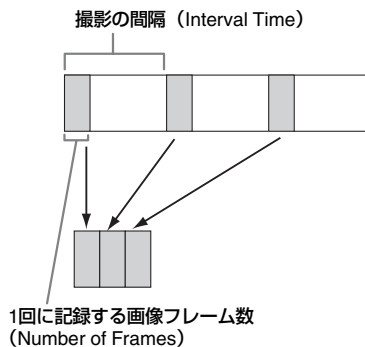 撮影の間隔（Interval Time）
1回に記録する画像フレーム数
（Number of Frames）